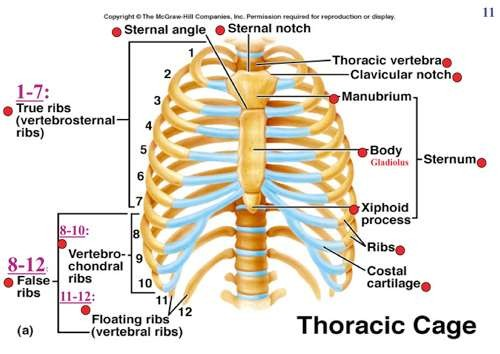 Copyright © The McGraw-Hill Companies, Inc. Permission required for reproduction or display.
11
Sternal angle
Sternal notch
Thoracic vertebra
Clavicular notch
Manubrium
Body
Gladiolus
Sternum
Xiphoid
process
Ribs
Costal
cartilage
1-7:
True ribs
(vertebrosternal
ribs)
1
2
3
4
5
6
7
8
9
10
11
12
8-10:
Vertebro-
chondral
ribs
8-12:
False
ribs
11-12:
Floating ribs
(vertebral ribs)
(a)
Thoracic Cage